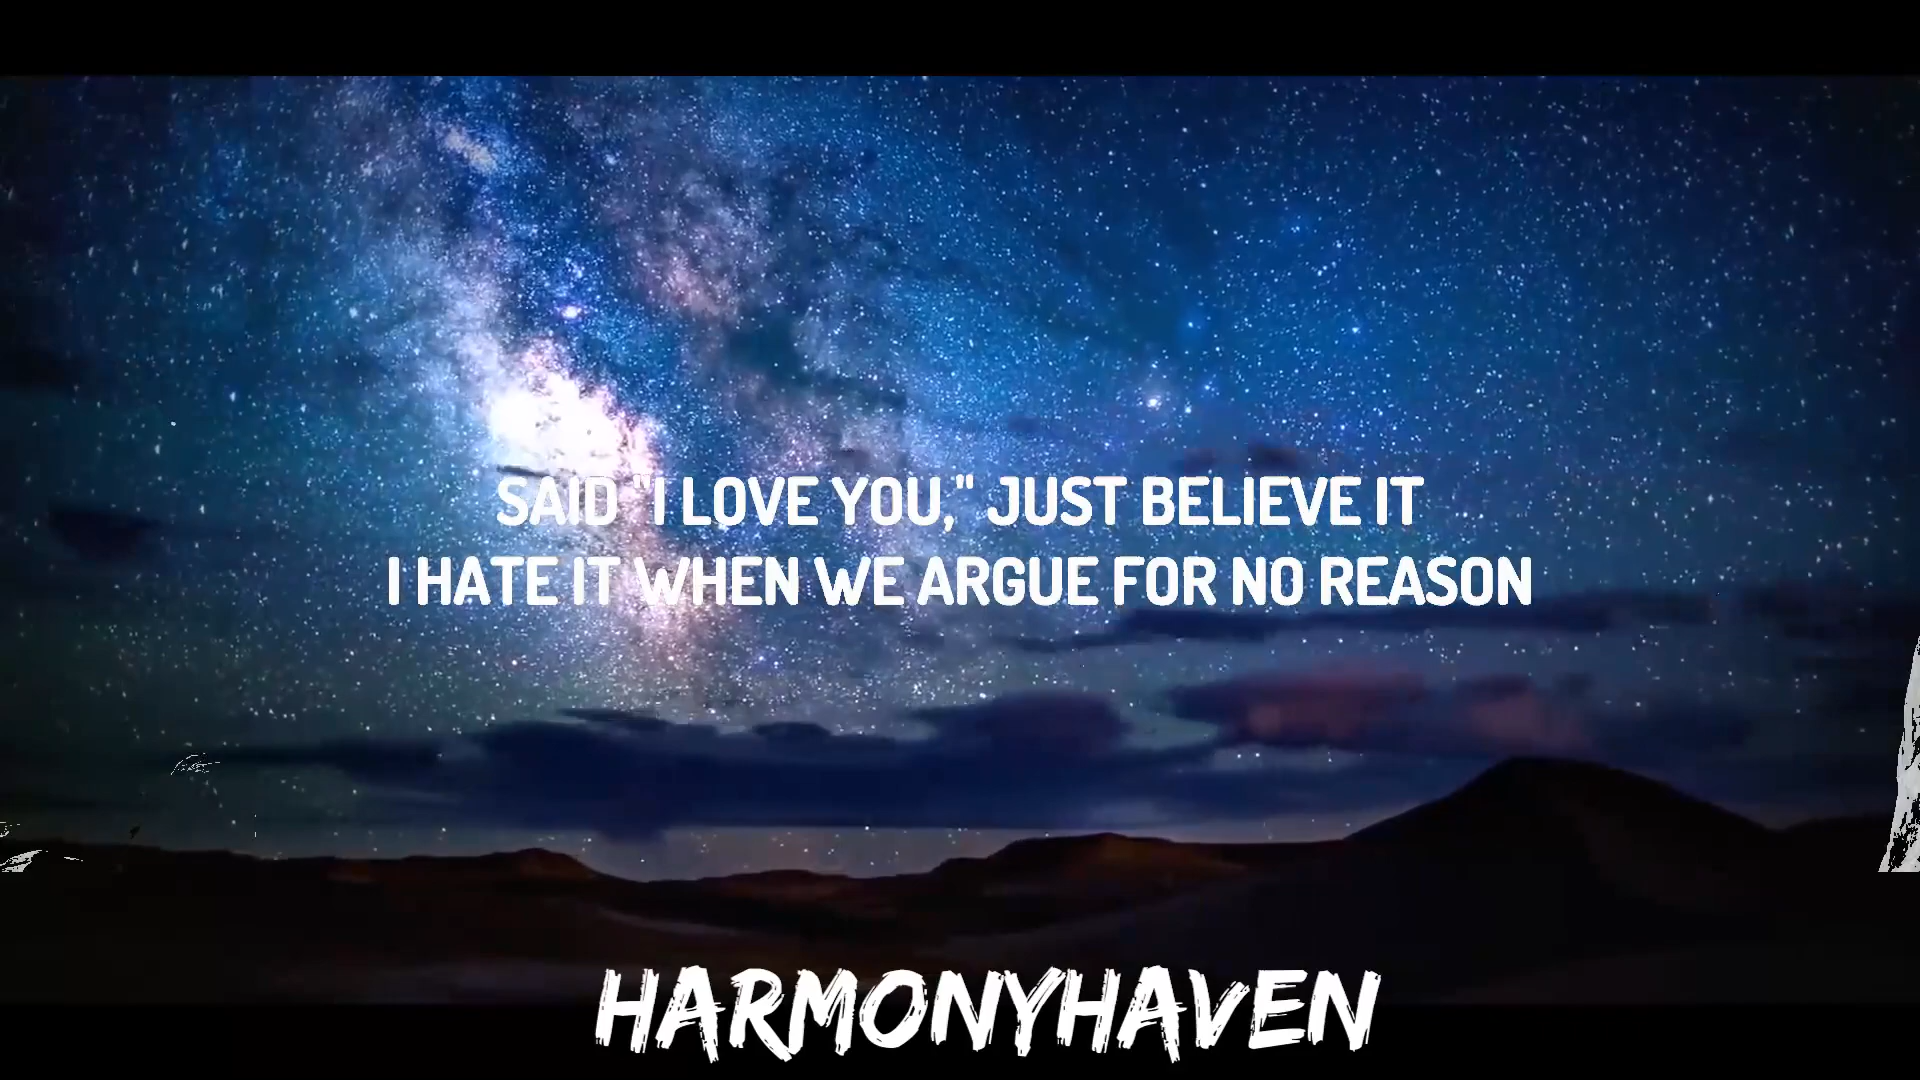 SAID "I LOVE YOU," JUST BELIEVE IT
I HATE IT WHEN WE ARGUE FOR NO REASON
HARMONYHAVEN